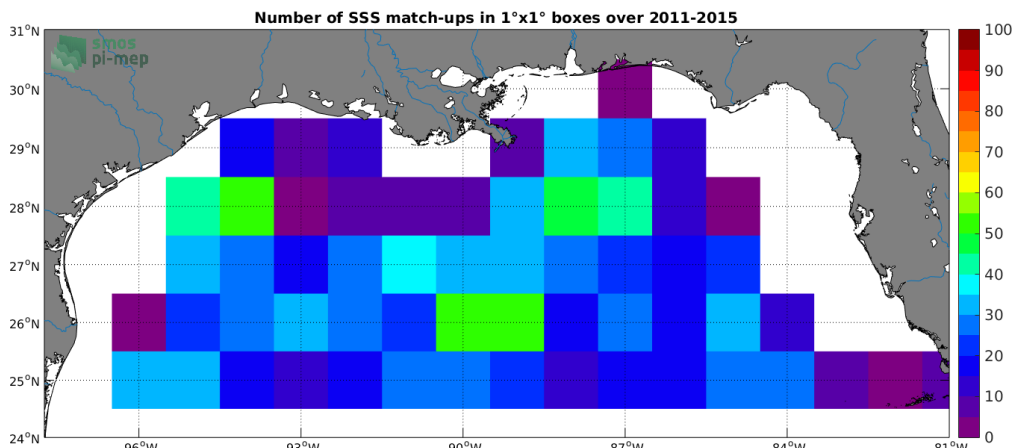 Number of SSS match-ups in 1°x1° boxes over 2011-2015
smos
pi-mep
31°N
30°N
29°N
28°N
27°N
26°N
25°N
24°N
96°W
93°W
90°W
87°W
84°W
81°W
100
90
80
70
60
50
40
30
20
10
0